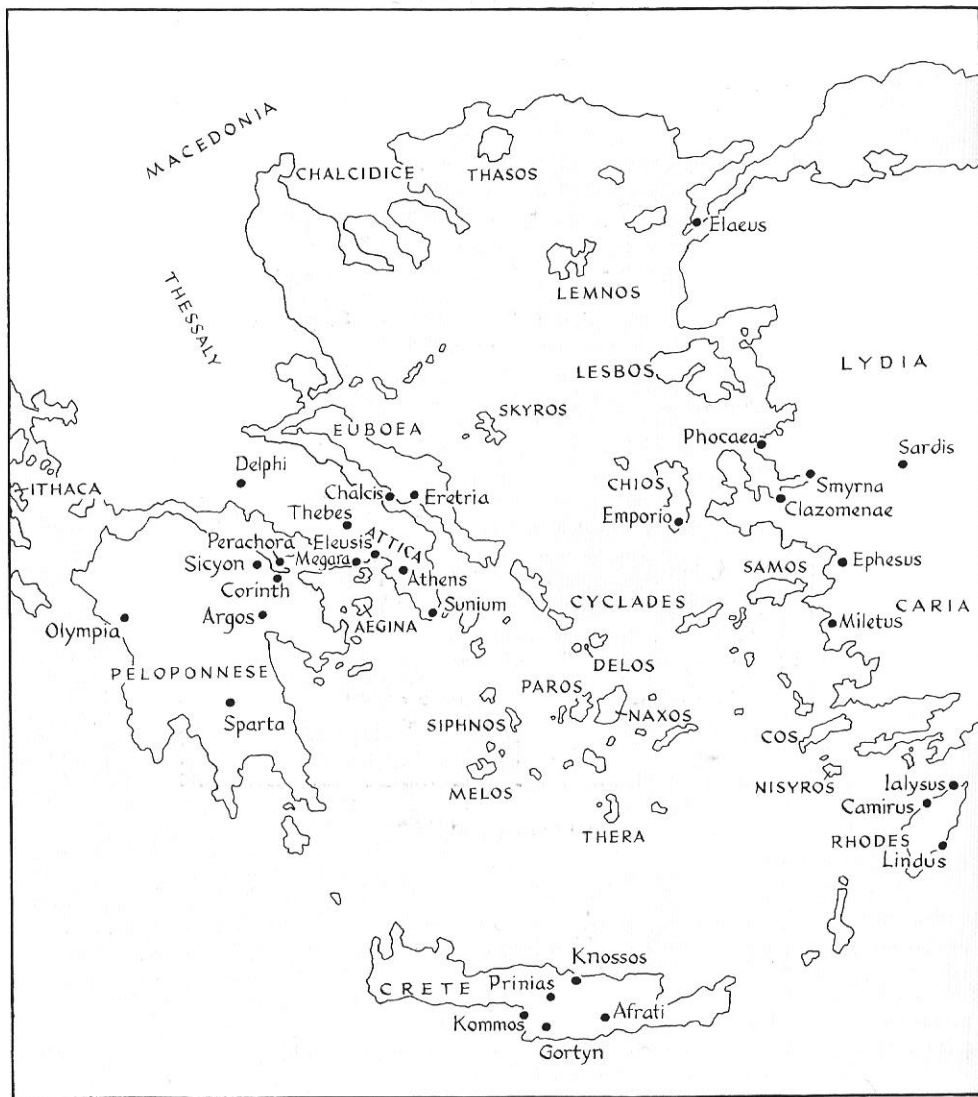 MACEDONIA
CHALCIDICE
THASOS
Elaeus
THESSALY
LEMNOS
LESBOS
LYDIA
SKYROS
EUBOEA
Phocaea
Sardis
Delphi
ITHACA
Chalcis
Eretria
CHIOS
Smyrna
Clazomenae
Thebes
Emporio
ATTICA
Perachora
Eleusis
Sicyon
Megara
Athens
SAMOS
Ephesus
Corinth
CYCLADES
CARIA
Olympia
Argos
AEGINA
Sunium
Miletus
DELOS
PELOPONNESE
PAROS
Sparta
SIPHNOS
NAXOS
COS
MELOS
NISYROS
Ialysus
Camirus
THERA
RHODES
Lindus
Knossos
CRETE
Prinias
Kommos
Afrati
Gortyn